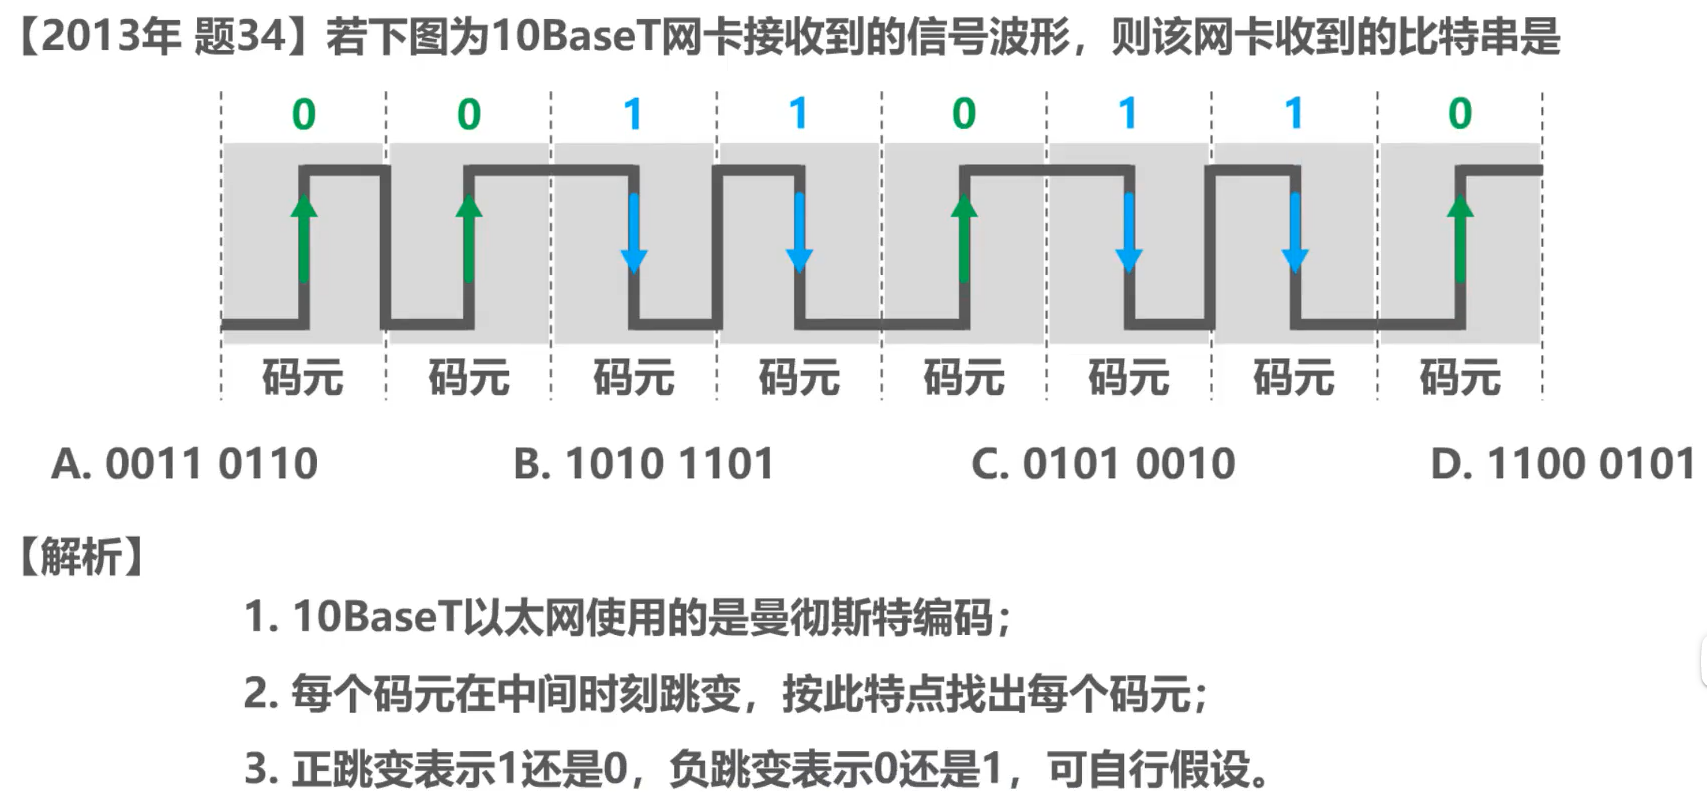 【2013年 题34】若下图为10BaseT网卡接收到的信号波形，则该网卡收到的比特串是
0 0 1 1 0 1 1 0
码元 码元 码元 码元 码元 码元 码元 码元
A. 0011 0110 B. 1010 1101 C. 0101 0010 D. 1100 0101
【解析】
1. 10BaseT以太网使用的是曼彻斯特编码；
2. 每个码元在中间时刻跳变，按此特点找出每个码元；
3. 正跳变表示1还是0，负跳变表示0还是1，可自行假设。